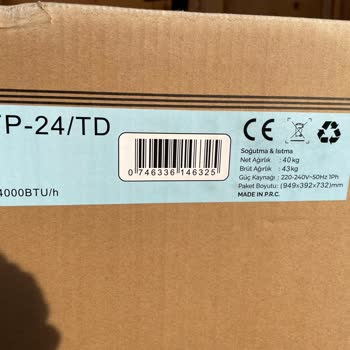 TP-24/TD
4000BTU/h
0 746336 146325
CE
Soğutma & Isıtma
Net Ağırlık : 40kg
Brüt Ağırlık : 43kg
Güç Kaynağı : 220-240V~50Hz 1Ph
Paket Boyutu: (949x392x732)mm
MADE IN P.R.C.